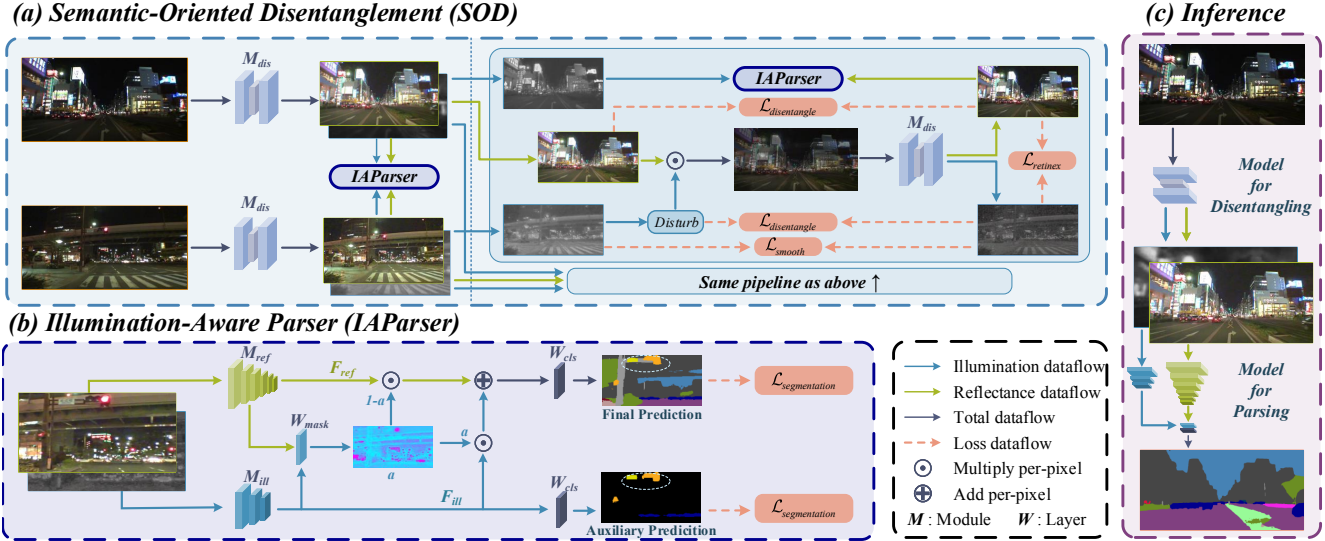 (a) Semantic-Oriented Disentanglement (SOD)
M_dis
IAParser
M_dis
IAParser
L_disentangle
M_dis
L_retinex
Disturb
L_disentangle
L_smooth
Same pipeline as above ↑
(b) Illumination-Aware Parser (IAParser)
M_ref
F_ref
1-a
W_mask
a
a
M_ill
F_ill
W_cls
Final Prediction
L_segmentation
W_cls
Auxiliary Predicition
L_segmentation
Illumination dataflow
Reflectance dataflow
Total dataflow
Loss dataflow
Multiply per-pixel
Add per-pixel
M : Module W : Layer
(c) Inference
Model
for
Disentangling
Model
for
Parsing